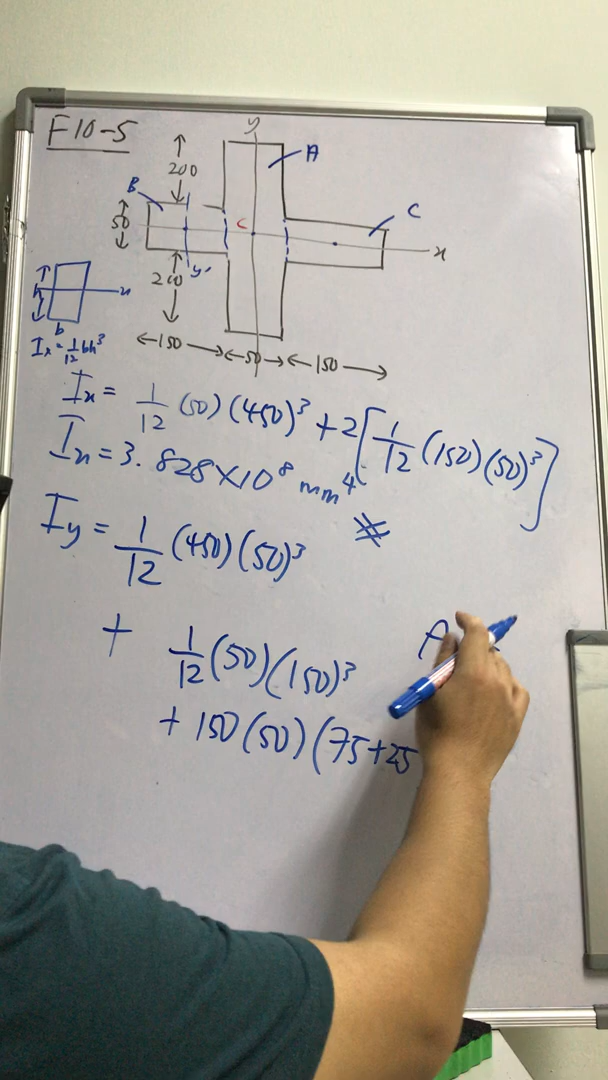 F10-5
y
A
200
B
C
50
C
x
y'
200
h
x
b
←150→←50→←150→
Ix = 1/12 bh³
Ix = 1/12 (50)(450)³ + 2[1/12 (150)(50)³]
Ix = 3.828×10⁸ mm⁴
Iy = 1/12 (450)(50)³
+ 1/12 (50)(150)³
+ 150(50)(75+25
A